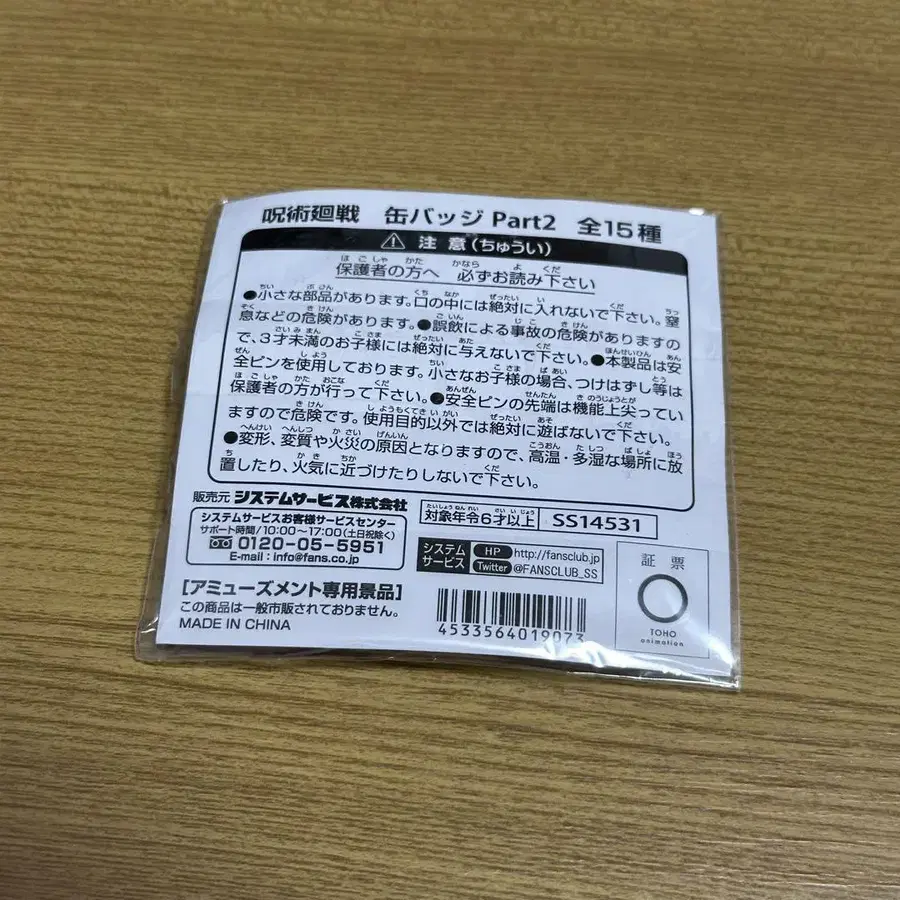 呪術廻戦 缶バッジ Part2 全15種
注意(ちゅうい)
保護者の方へ 必ずお読み下さい
●小さな部品があります。口の中には絶対に入れないで下さい。窒
息などの危険があります。●誤飲による事故の危険がありますの
で、3才未満のお子様には絶対に与えないで下さい。●本製品は安
全ピンを使用しております。小さなお子様の場合、つけはずし等は
保護者の方が行って下さい。●安全ピンの先端は機能上尖ってい
ますので危険です。使用目的以外では絶対に遊ばないで下さい。
●変形、変質や火災の原因となりますので、高温・多湿な場所に放
置したり、火気に近づけたりしないで下さい。
販売元 システムサービス株式会社
システムサービスお客様サービスセンター
サポート時間/10:00~17:00(土日祝除く)
0120-05-5951
E-mail : info@fans.co.jp
対象年令6才以上 SS14531
システム
サービス
HP http://fansclub.jp
Twitter @FANSCLUB_SS
[アミューズメント専用景品]
この商品は一般市販されておりません。
MADE IN CHINA
4533564019073
証票
TOHO
animation